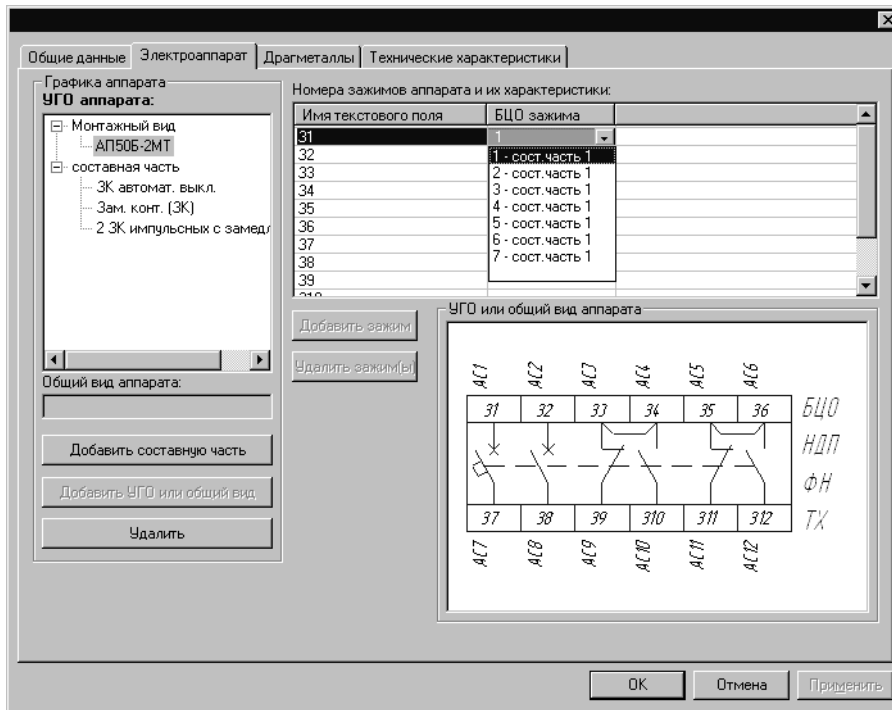 Общие данные Электроаппарат Драгметаллы Технические характеристики
Графика аппарата
УГО аппарата:
Монтажный вид
АП50Б-2МТ
составная часть
ЗК автомат. выкл.
Зам. конт. (ЗК)
2 ЗК импульсных с замедл
Общий вид аппарата:
Добавить составную часть
Добавить УГО или общий вид
Удалить
Номера зажимов аппарата и их характеристики:
Имя текстового поля БЦО зажима
31 1
32 1 - сост.часть 1
33 2 - сост.часть 1
34 3 - сост.часть 1
35 4 - сост.часть 1
36 5 - сост.часть 1
37 6 - сост.часть 1
38 7 - сост.часть 1
39
310
Добавить зажим
Удалить зажим(ы)
УГО или общий вид аппарата
АС1 АС2 АС3 АС4 АС5 АС6
31 32 33 34 35 36 БЦО
НДП
ФН
37 38 39 310 311 312 ТХ
АС7 АС8 АС9 АС10 АС11 АС12
OK Отмена Применить